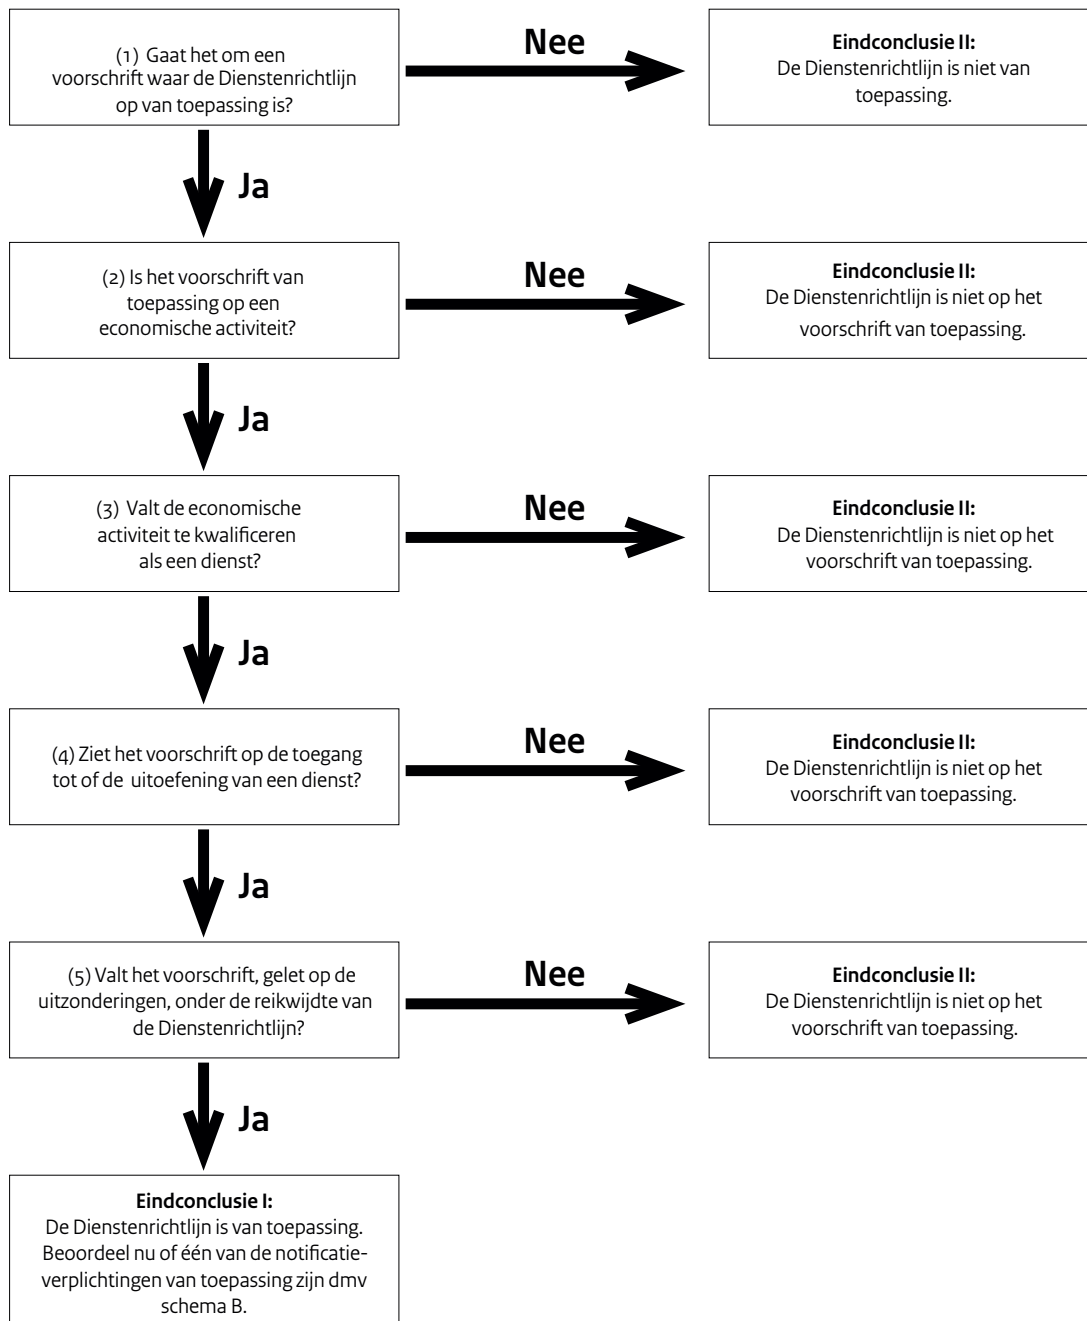 (1) Gaat het om een
voorschrift waar de Dienstenrichtlijn
op van toepassing is?
Nee
Eindconclusie II:
De Dienstenrichtlijn is niet van
toepassing.
Ja
(2) Is het voorschrift van
toepassing op een
economische activiteit?
Nee
Eindconclusie II:
De Dienstenrichtlijn is niet op het
voorschrift van toepassing.
Ja
(3) Valt de economische
activiteit te kwalificeren
als een dienst?
Nee
Eindconclusie II:
De Dienstenrichtlijn is niet op het
voorschrift van toepassing.
Ja
(4) Ziet het voorschrift op de toegang
tot of de uitoefening van een dienst?
Nee
Eindconclusie II:
De Dienstenrichtlijn is niet op het
voorschrift van toepassing.
Ja
(5) Valt het voorschrift, gelet op de
uitzonderingen, onder de reikwijdte van
de Dienstenrichtlijn?
Nee
Eindconclusie II:
De Dienstenrichtlijn is niet op het
voorschrift van toepassing.
Ja
Eindconclusie I:
De Dienstenrichtlijn is van toepassing.
Beoordeel nu of één van de notificatie-
verplichtingen van toepassing zijn dmv
schema B.